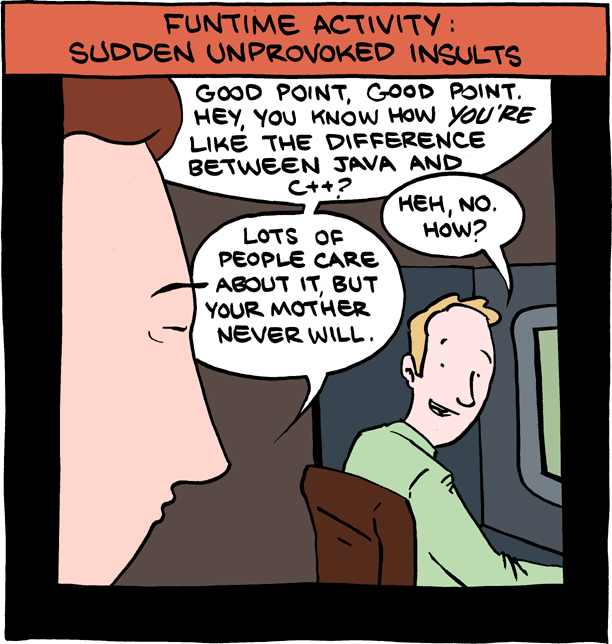 FUNTIME ACTIVITY:
SUDDEN UNPROVOKED INSULTS
GOOD POINT, GOOD POINT.
HEY, YOU KNOW HOW YOU'RE
LIKE THE DIFFERENCE
BETWEEN JAVA AND
C++?
HEH, NO.
HOW?
LOTS OF
PEOPLE CARE
ABOUT IT, BUT
YOUR MOTHER
NEVER WILL.